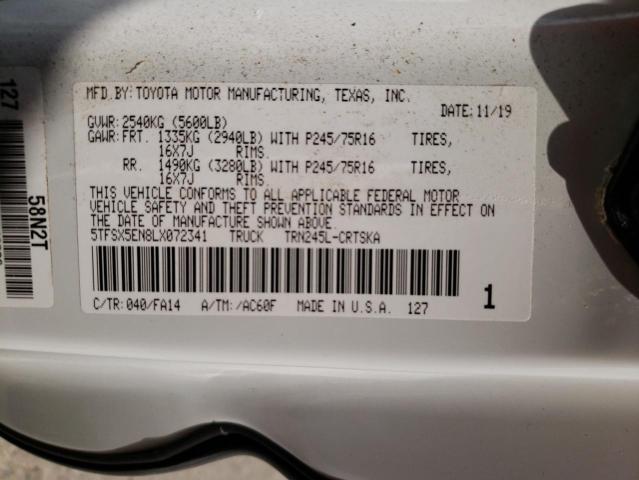 MFD.BY:TOYOTA MOTOR MANUFACTURING, TEXAS, INC.
DATE:11/19
GVWR:2540KG (5600LB)
GAWR:FRT. 1335KG (2940LB) WITH P245/75R16 TIRES,
16X7J RIMS.
RR. 1490KG (3280LB) WITH P245/75R16 TIRES,
16X7J RIMS.
THIS VEHICLE CONFORMS TO ALL APPLICABLE FEDERAL MOTOR
VEHICLE SAFETY AND THEFT PREVENTION STANDARDS IN EFFECT ON
THE DATE OF MANUFACTURE SHOWN ABOVE.
5TFSX5EN8LX072341 TRUCK TRN245L-CRTSKA
C/TR:040/FA14 A/TM:/AC60F MADE IN U.S.A. 127
1
127
58N2T